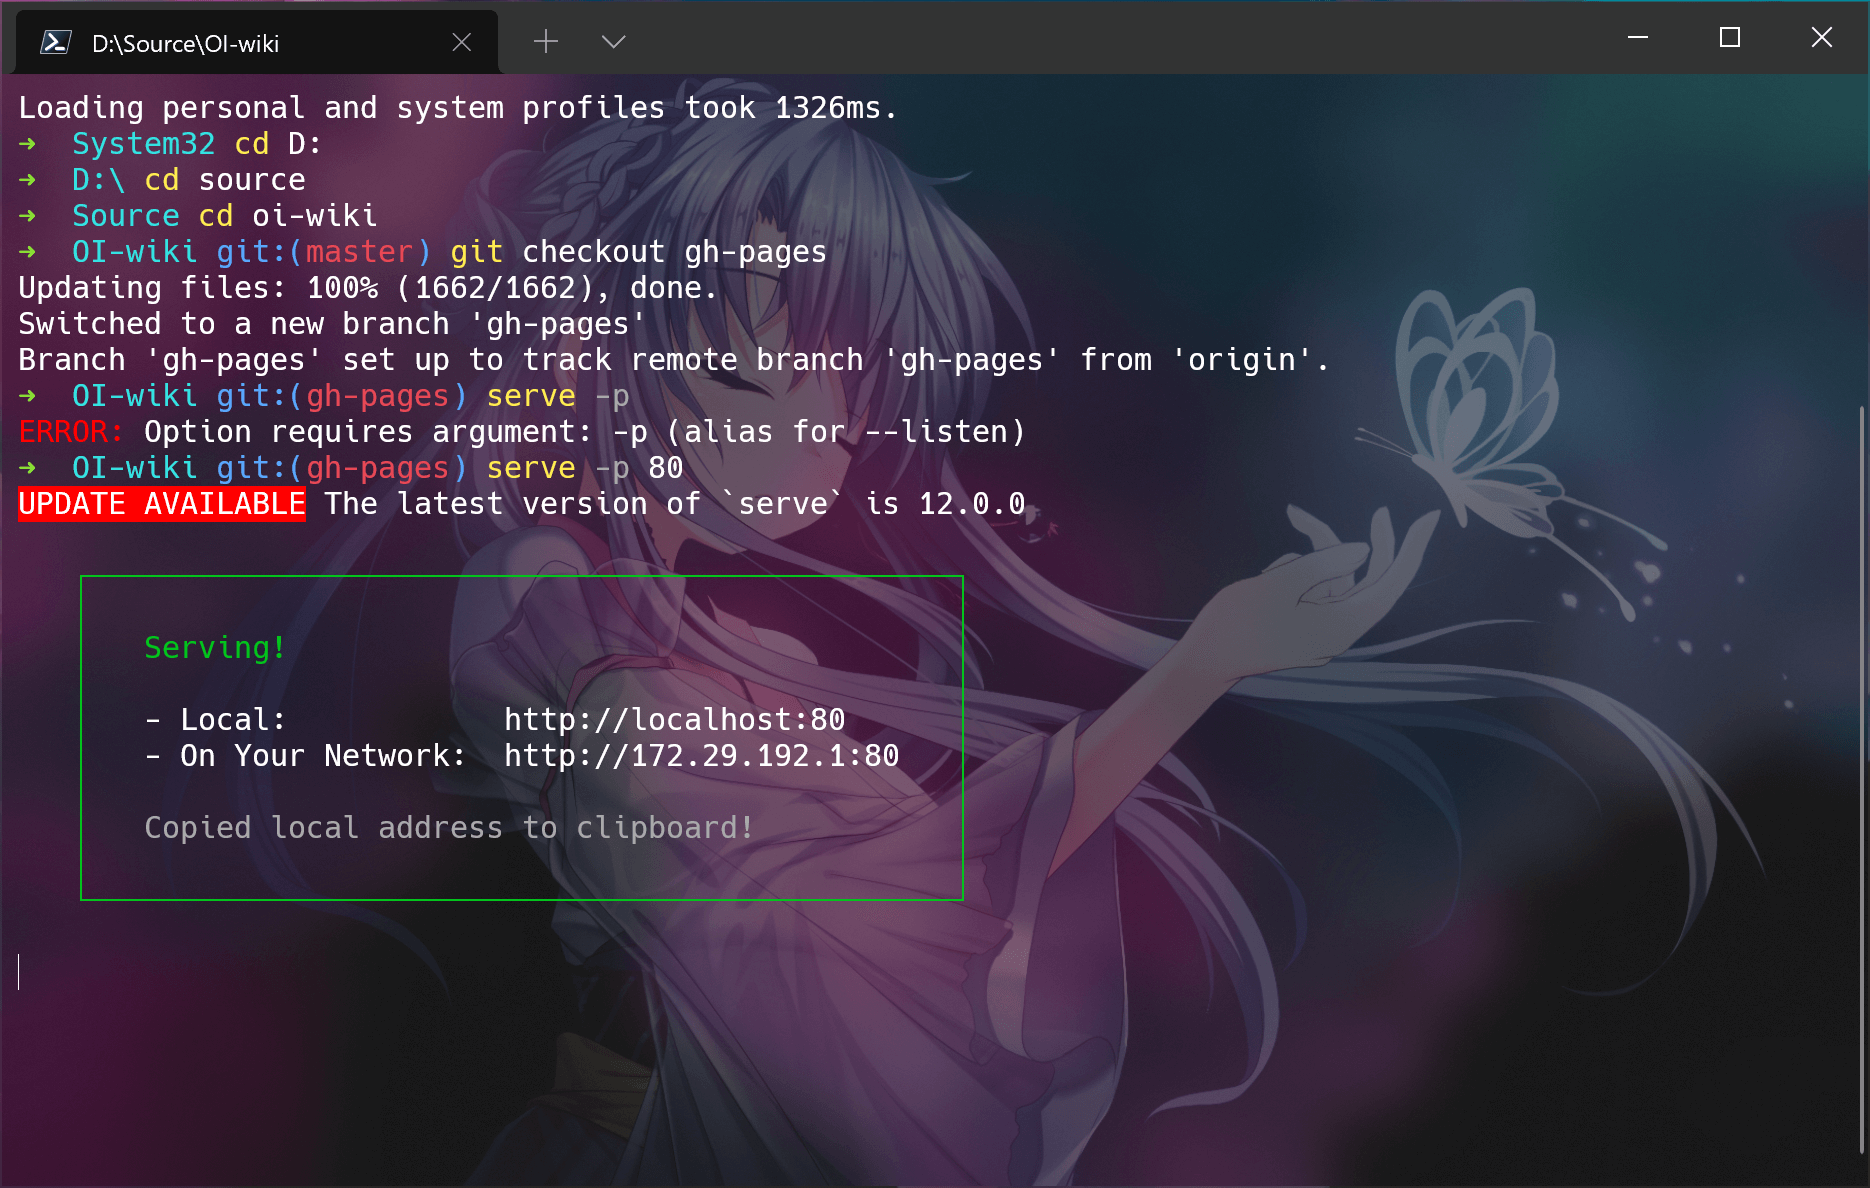 D:\Source\OI-wiki
Loading personal and system profiles took 1326ms.
➜  System32 cd D:
➜  D:\ cd source
➜  Source cd oi-wiki
➜  OI-wiki git:(master) git checkout gh-pages
Updating files: 100% (1662/1662), done.
Switched to a new branch 'gh-pages'
Branch 'gh-pages' set up to track remote branch 'gh-pages' from 'origin'.
➜  OI-wiki git:(gh-pages) serve -p
ERROR: Option requires argument: -p (alias for --listen)
➜  OI-wiki git:(gh-pages) serve -p 80
UPDATE AVAILABLE The latest version of `serve` is 12.0.0
Serving!
- Local:            http://localhost:80
- On Your Network:  http://172.29.192.1:80
Copied local address to clipboard!